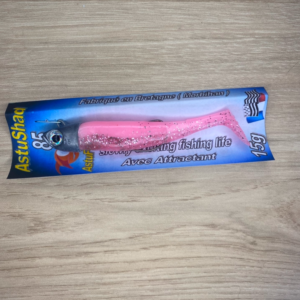 Fabriqué en Bretagne ( Morbihan )
AstuShad
85
fishing life
Avec Attractant
15g